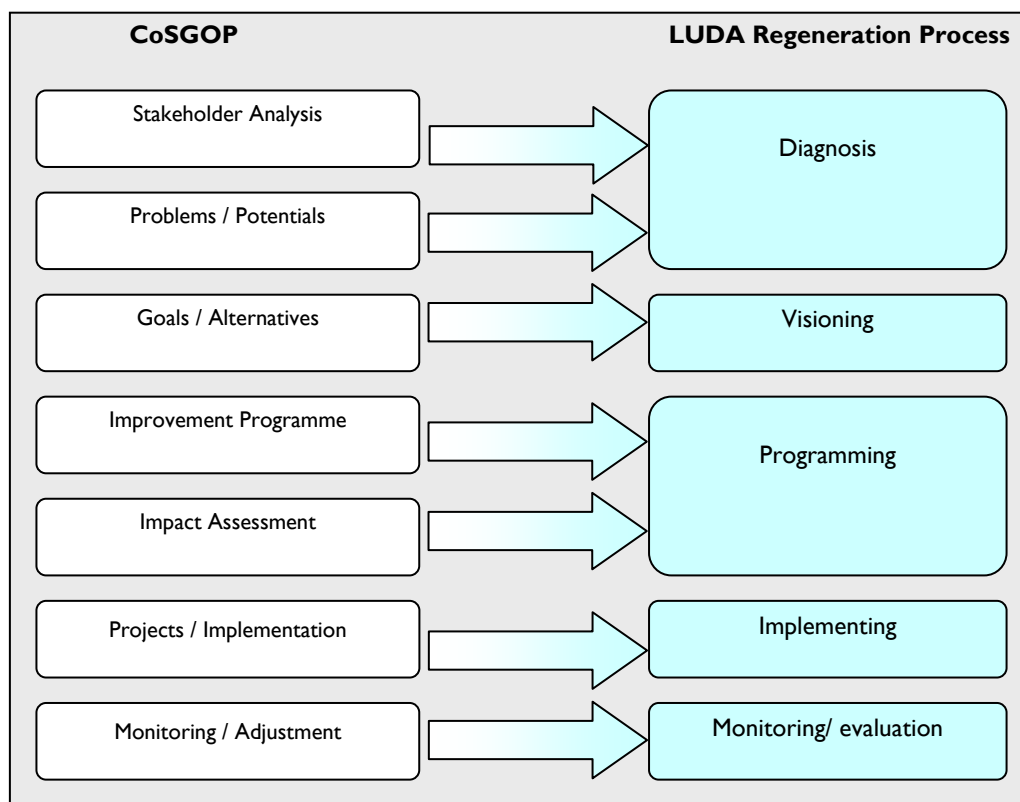 CoSGOP
LUDA Regeneration Process
Stakeholder Analysis
Diagnosis
Problems / Potentials
Goals / Alternatives
Visioning
Improvement Programme
Programming
Impact Assessment
Projects / Implementation
Implementing
Monitoring / Adjustment
Monitoring/ evaluation